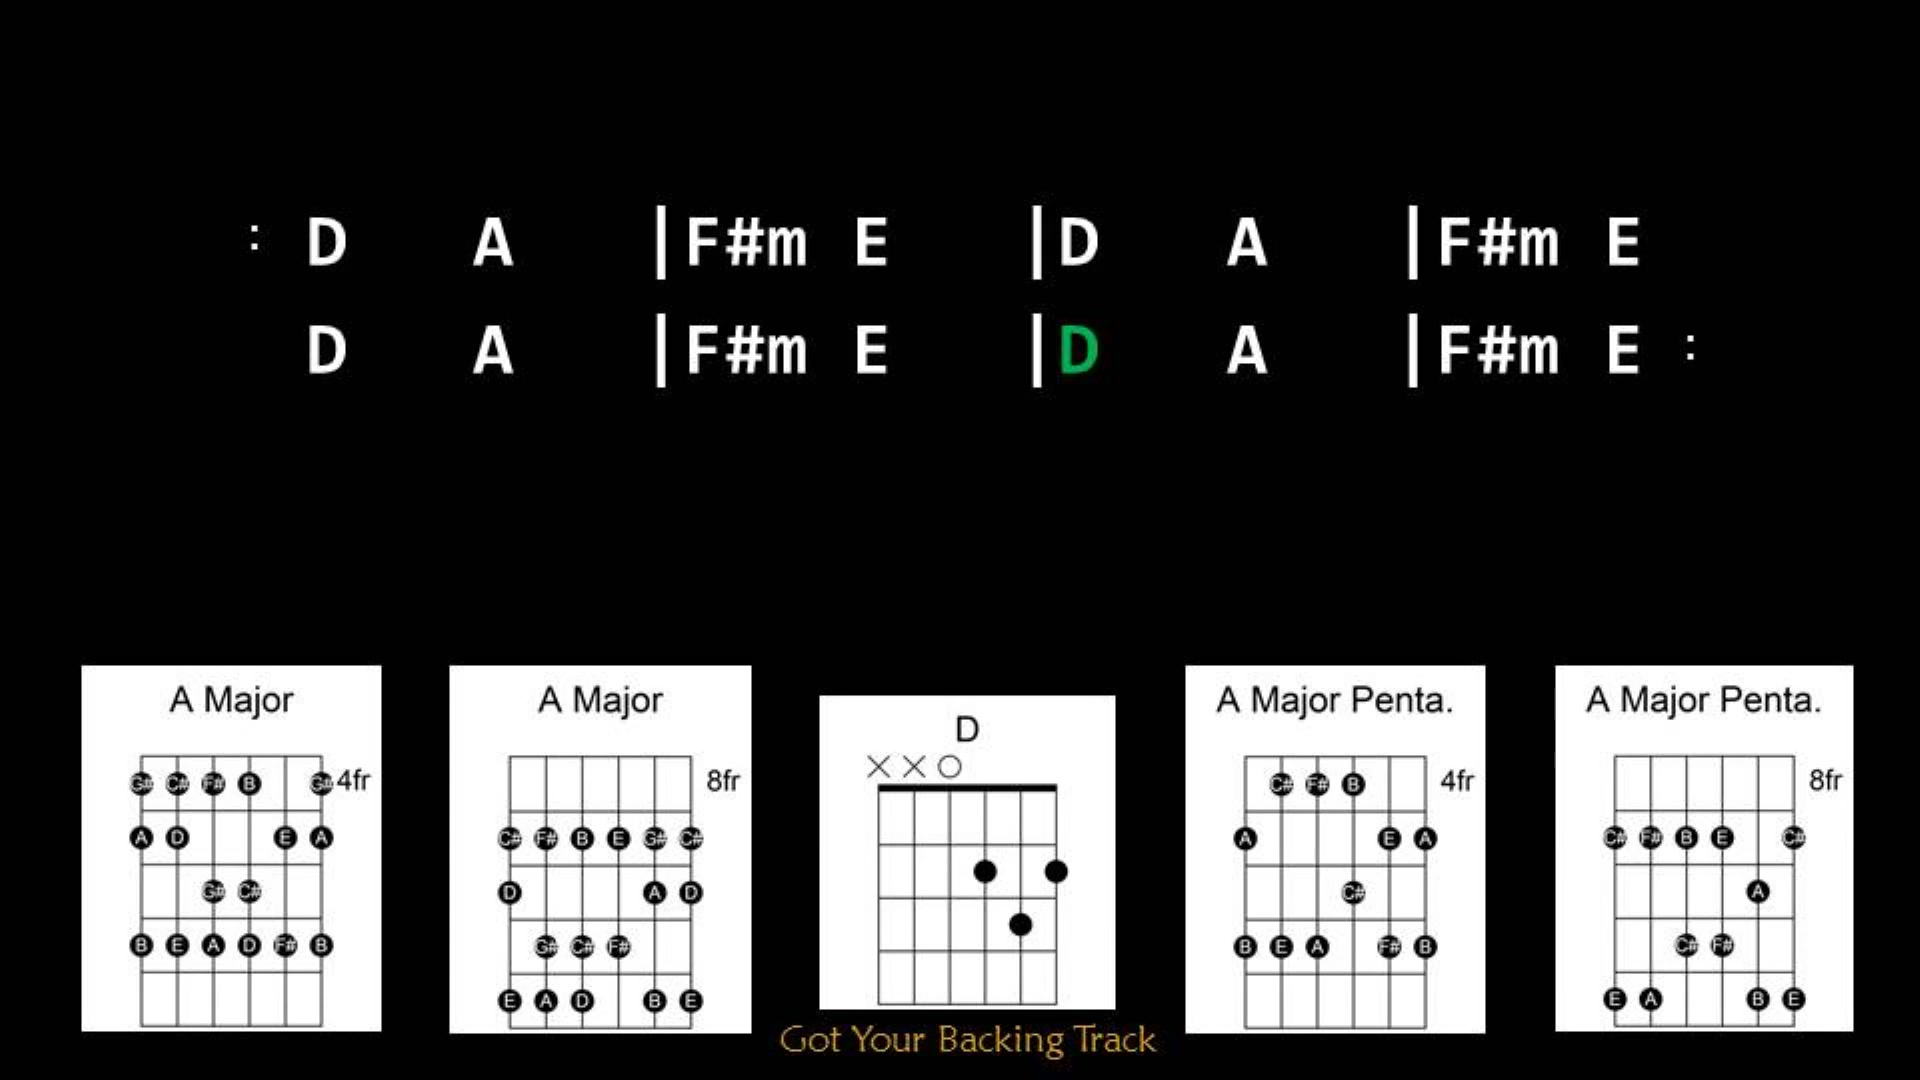 : D A |F#m E |D A |F#m E
D A |F#m E |D A |F#m E :
A Major
4fr
G# C# F# B G#
A D E A
G# C#
B E A D F# B
A Major
8fr
C# F# B E G# C#
D A D
G# C# F#
E A D B E
D
X X O
A Major Penta.
4fr
C# F# B
A E A
C#
B E A F# B
A Major Penta.
8fr
C# F# B E C#
A
C# F#
E A B E
Got Your Backing Track